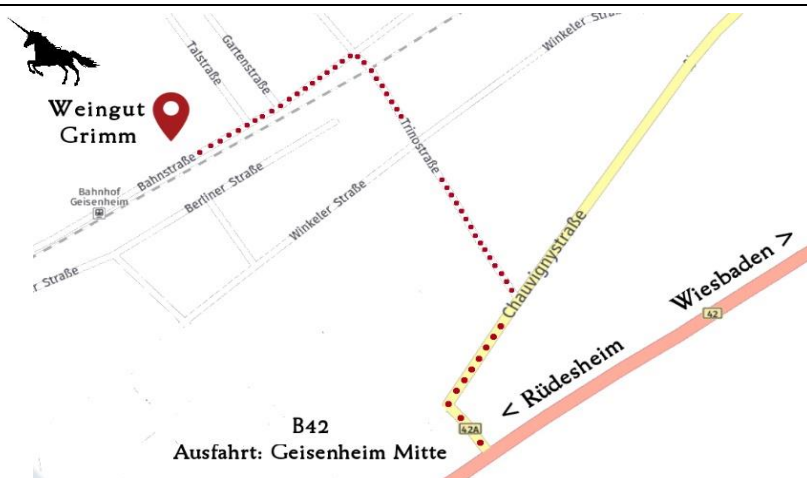 Weingut
Grimm
Talstraße
Gartenstraße
Winkeler Straß
Bahnstraße
Trinostraße
Bahnhof
Geisenheim
Berliner Straße
Winkeler Straße
r Straße
Chauvignystraße
Wiesbaden >
42
< Rüdesheim
42A
B42
Ausfahrt: Geisenheim Mitte